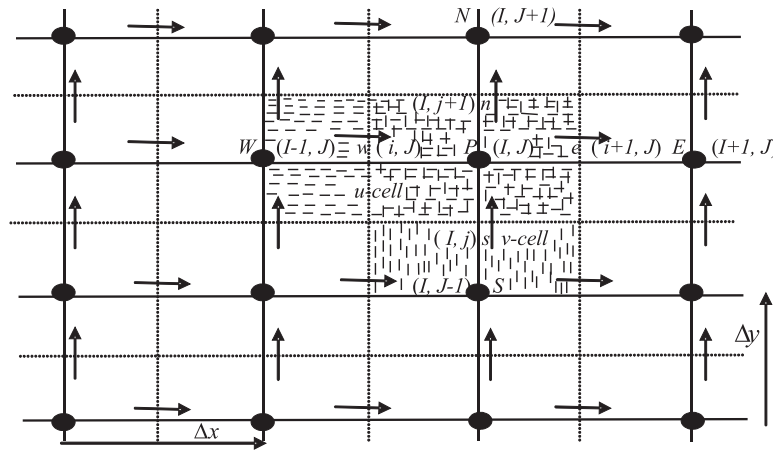 N (I, J+1)
(I, j+1) n
W (I-1, J) w (i, J) P (I, J) e (i+1, J) E (I+1, J)
u-cell
(I, j) s v-cell
(I, J-1) S
Δy
Δx